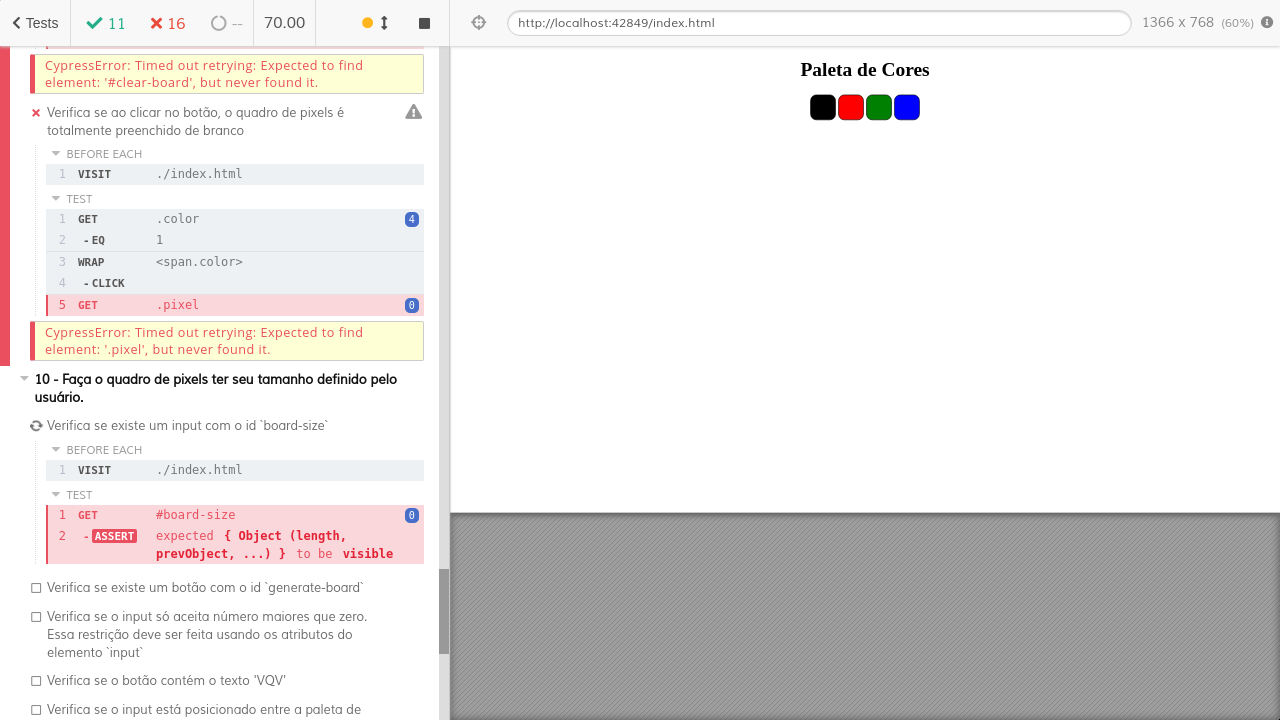 Tests
11
16
--
70.00
http://localhost:42849/index.html
1366 x 768 (60%)
CypressError: Timed out retrying: Expected to find
element: '#clear-board', but never found it.
Verifica se ao clicar no botão, o quadro de pixels é
totalmente preenchido de branco
BEFORE EACH
1 VISIT ./index.html
TEST
1 GET .color 4
2 - EQ 1
3 WRAP <span.color>
4 - CLICK
5 GET .pixel 0
CypressError: Timed out retrying: Expected to find
element: '.pixel', but never found it.
10 - Faça o quadro de pixels ter seu tamanho definido pelo
usuário.
Verifica se existe um input com o id `board-size`
BEFORE EACH
1 VISIT ./index.html
TEST
1 GET #board-size 0
2 - ASSERT expected { Object (length,
prevObject, ...) } to be visible
Verifica se existe um botão com o id `generate-board`
Verifica se o input só aceita número maiores que zero.
Essa restrição deve ser feita usando os atributos do
elemento `input`
Verifica se o botão contém o texto 'VQV'
Verifica se o input está posicionado entre a paleta de
Paleta de Cores